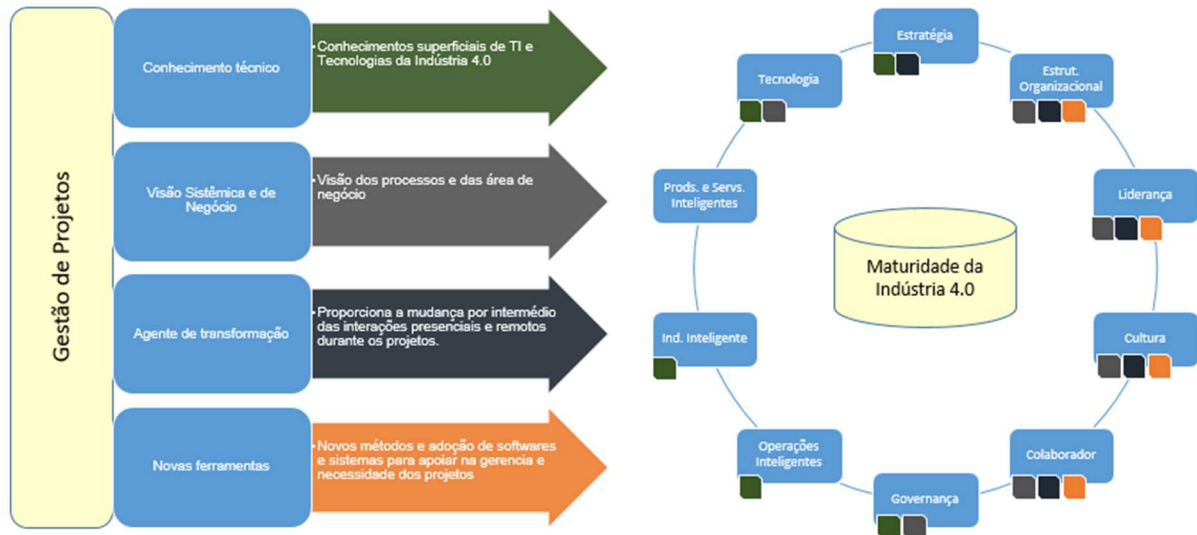 Gestão de Projetos
Conhecimento técnico
•Conhecimentos superficiais de TI e
Tecnologias da Indústria 4.0
Visão Sistêmica e de
Negócio
•Visão dos processos e das área de
negócio
Agente de transformação
•Proporciona a mudança por intermédio
das interações presenciais e remotos
durante os projetos.
Novas ferramentas
•Novos métodos e adoção de softwares
e sistemas para apoiar na gerencia e
necessidade dos projetos
Estratégia
Estrut.
Organizacional
Liderança
Cultura
Colaborador
Governança
Operações
Inteligentes
Ind. Inteligente
Prods. e Servs.
Inteligentes
Tecnologia
Maturidade da
Indústria 4.0